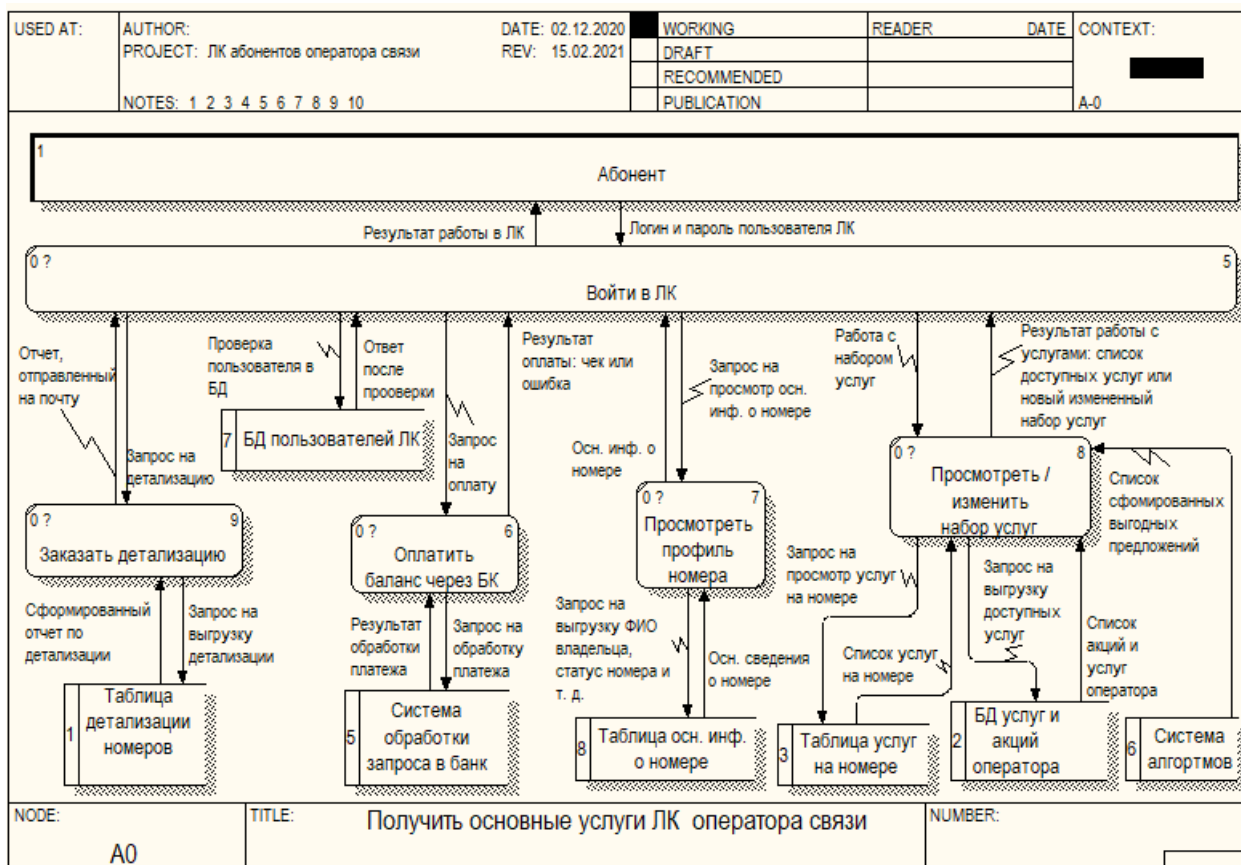 USED AT:
AUTHOR:
DATE: 02.12.2020
WORKING
READER
DATE
CONTEXT:
PROJECT: ЛК абонентов оператора связи
REV: 15.02.2021
DRAFT
RECOMMENDED
NOTES: 1 2 3 4 5 6 7 8 9 10
PUBLICATION
A-0
1
Абонент
Результат работы в ЛК
Логин и пароль пользователя ЛК
0 ?
5
Войти в ЛК
Отчет,
отправленный
на почту
Проверка
пользователя в
БД
Ответ
после
прооверки
Результат
оплаты: чек или
ошибка
Запрос на
просмотр осн.
инф. о номере
Работа с
набором
услуг
Результат работы с
услугами: список
доступных услуг или
новый измененный
набор услуг
7
БД пользователей ЛК
Запрос на
детализацию
Запрос
на
оплату
Осн. инф. о
номере
0 ?
9
Заказать детализацию
0 ?
6
Оплатить
баланс через БК
0 ?
7
Просмотреть
профиль
номера
0 ?
8
Просмотреть /
изменить
набор услуг
Список
сфомированных
выгодных
предложений
Сформированный
отчет по
детализации
Запрос на
выгрузку
детализации
Результат
обработки
платежа
Запрос на
обработку
платежа
Запрос на
выгрузку ФИО
владельца,
статус номера и
т. д.
Осн. сведения
о номере
Запрос на
просмотр услуг
на номере
Список услуг
на номере
Запрос на
выгрузку
доступных
услуг
Список
акций и
услуг
оператора
1
Таблица
детализации
номеров
5
Система
обработки
запроса в банк
8
Таблица осн. инф.
о номере
3
Таблица услуг
на номере
2
БД услуг и
акций
оператора
6
Система
алгортмов
NODE:
A0
TITLE:
Получить основные услуги ЛК оператора связи
NUMBER: